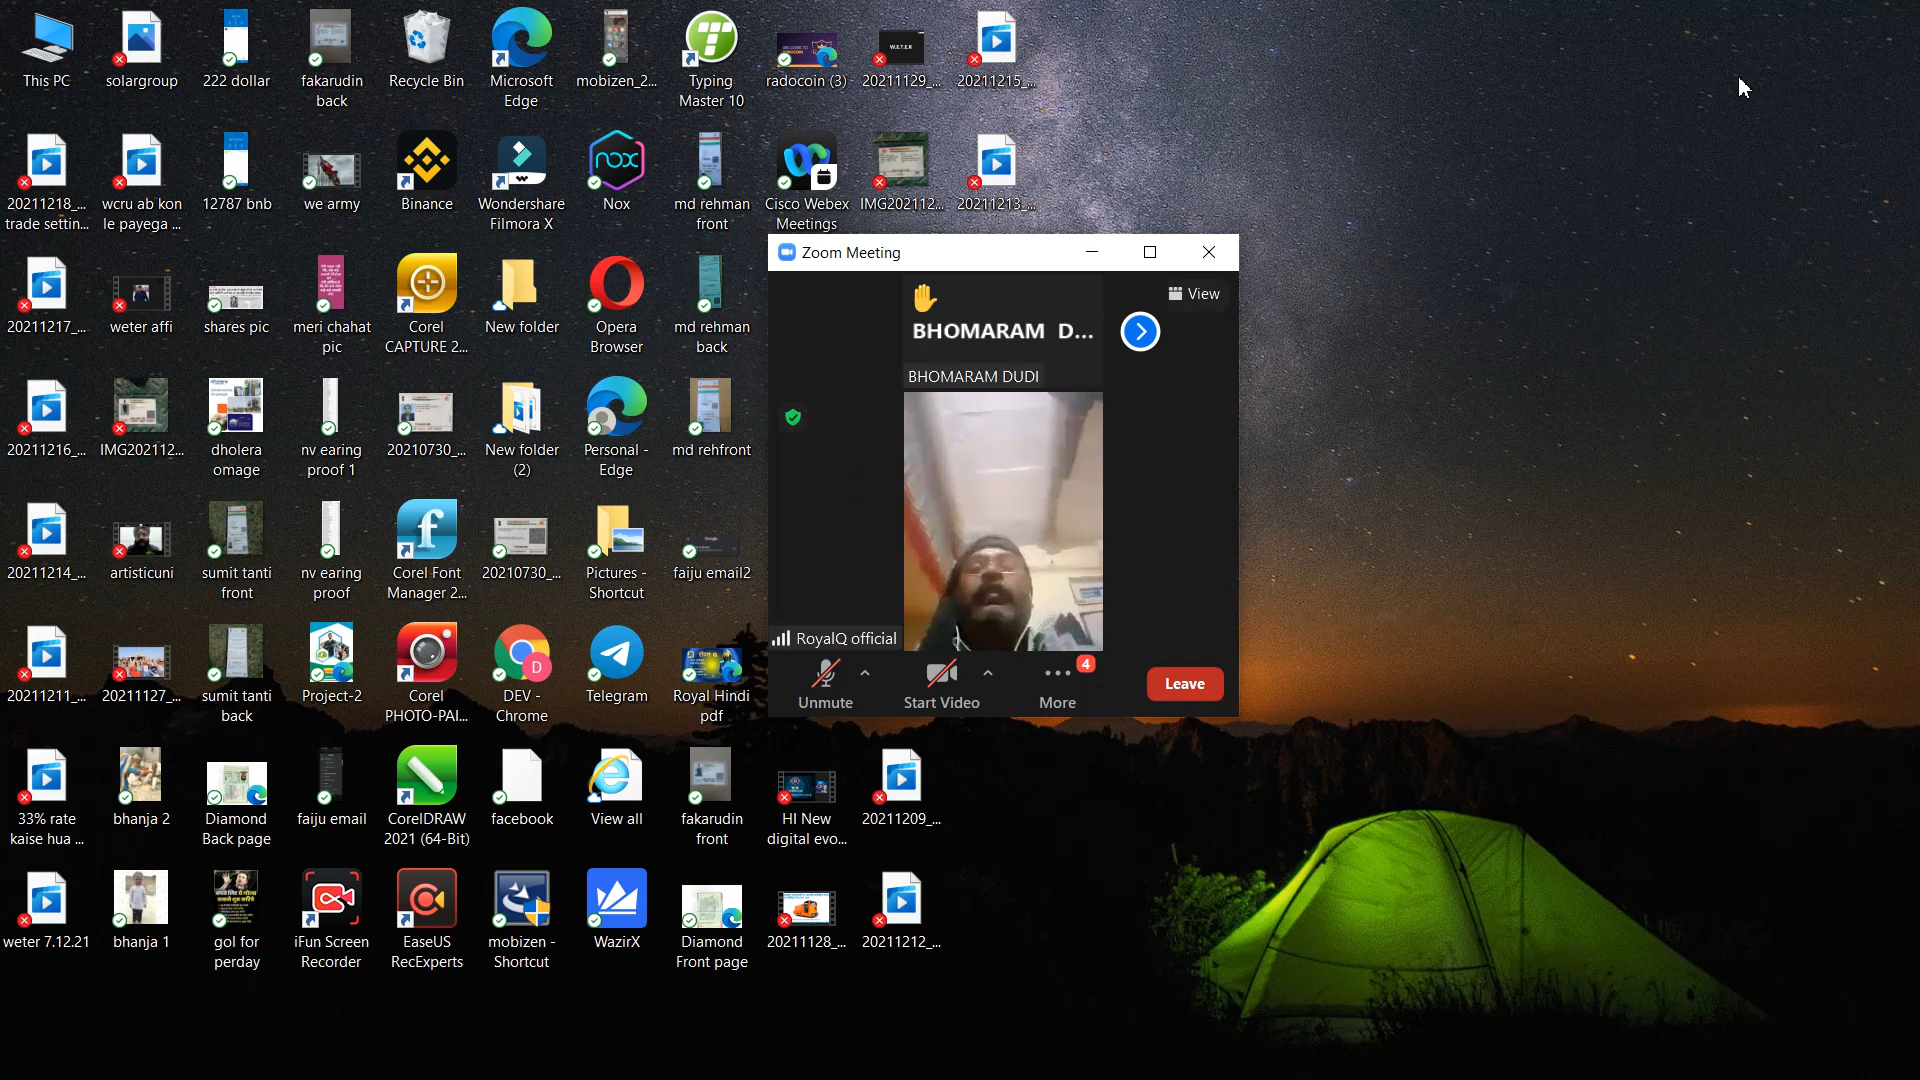 This PC
solargroup
222 dollar
fakarudin
back
Recycle Bin
Microsoft
Edge
mobizen_2...
Typing
Master 10
radocoin (3)
20211129_...
20211215_...
20211218_...
trade settin...
wcru ab kon
le payega ...
12787 bnb
we army
Binance
Wondershare
Filmora X
Nox
md rehman
front
Cisco Webex
Meetings
IMG202112...
20211213_...
20211217_...
weter affi
shares pic
meri chahat
pic
Corel
CAPTURE 2...
New folder
Opera
Browser
md rehman
back
20211216_...
IMG202112...
dholera
omage
nv earing
proof 1
20210730_...
New folder
(2)
Personal -
Edge
md rehfront
20211214_...
artisticuni
sumit tanti
front
nv earing
proof
Corel Font
Manager 2...
20210730_...
Pictures -
Shortcut
faiju email2
20211211_...
20211127_...
sumit tanti
back
Project-2
Corel
PHOTO-PAI...
DEV -
Chrome
Telegram
Royal Hindi
pdf
33% rate
kaise hua ...
bhanja 2
Diamond
Back page
faiju email
CorelDRAW
2021 (64-Bit)
facebook
View all
fakarudin
front
HI New
digital evo...
20211209_...
weter 7.12.21
bhanja 1
gol for
perday
iFun Screen
Recorder
EaseUS
RecExperts
mobizen -
Shortcut
WazirX
Diamond
Front page
20211128_...
20211212_...
Zoom Meeting
View
BHOMARAM D...
BHOMARAM DUDI
RoyalQ official
Unmute
Start Video
More
4
Leave
nox
W.E.T.E.R
D